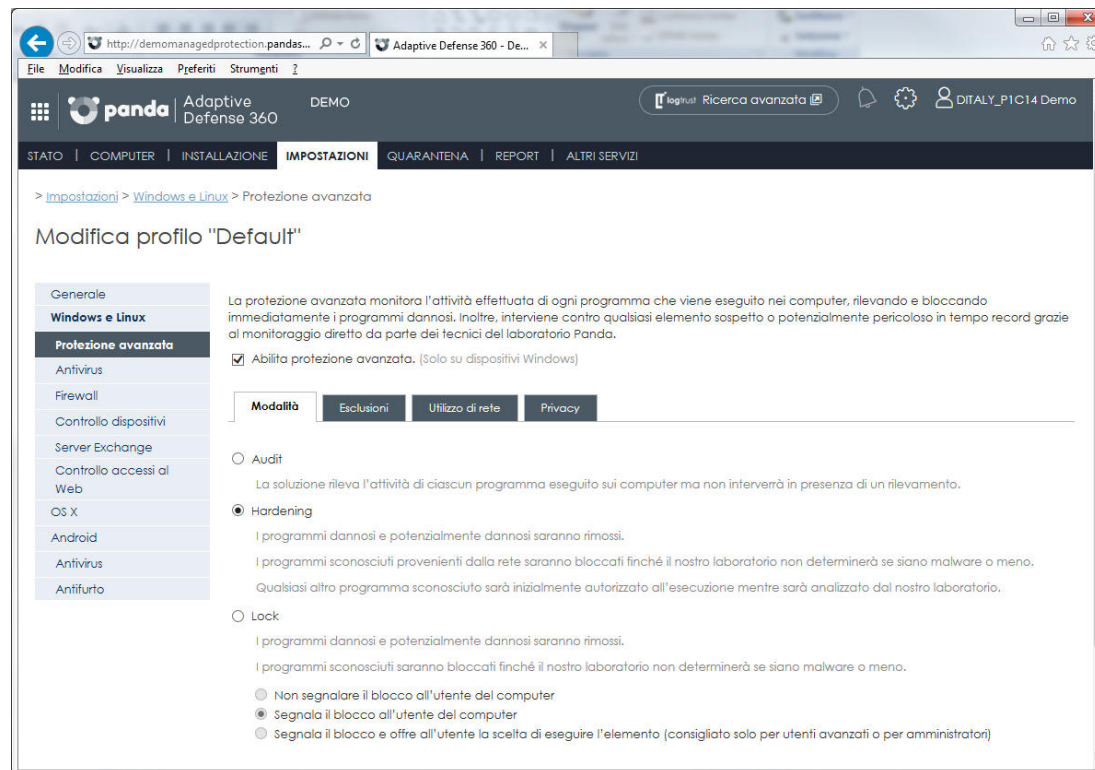 http://demomanagedprotection.pandas...
Adaptive Defense 360 - De...
File Modifica Visualizza Preferiti Strumenti ?
panda Adaptive Defense 360
DEMO
logtrust Ricerca avanzata
DITALY_P1C14 Demo
STATO | COMPUTER | INSTALLAZIONE IMPOSTAZIONI QUARANTENA | REPORT | ALTRI SERVIZI
> Impostazioni > Windows e Linux > Protezione avanzata
Modifica profilo "Default"
Generale
Windows e Linux
Protezione avanzata
Antivirus
Firewall
Controllo dispositivi
Server Exchange
Controllo accessi al
Web
OS X
Android
Antivirus
Antifurto
La protezione avanzata monitora l'attività effettuata di ogni programma che viene eseguito nei computer, rilevando e bloccando
immediatamente i programmi dannosi. Inoltre, interviene contro qualsiasi elemento sospetto o potenzialmente pericoloso in tempo record grazie
al monitoraggio diretto da parte dei tecnici del laboratorio Panda.
Abilita protezione avanzata. (Solo su dispositivi Windows)
Modalità Esclusioni Utilizzo di rete Privacy
Audit
La soluzione rileva l'attività di ciascun programma eseguito sui computer ma non interverrà in presenza di un rilevamento.
Hardening
I programmi dannosi e potenzialmente dannosi saranno rimossi.
I programmi sconosciuti provenienti dalla rete saranno bloccati finché il nostro laboratorio non determinerà se siano malware o meno.
Qualsiasi altro programma sconosciuto sarà inizialmente autorizzato all'esecuzione mentre sarà analizzato dal nostro laboratorio.
Lock
I programmi dannosi e potenzialmente dannosi saranno rimossi.
I programmi sconosciuti saranno bloccati finché il nostro laboratorio non determinerà se siano malware o meno.
Non segnalare il blocco all'utente del computer
Segnala il blocco all'utente del computer
Segnala il blocco e offre all'utente la scelta di eseguire l'elemento (consigliato solo per utenti avanzati o per amministratori)